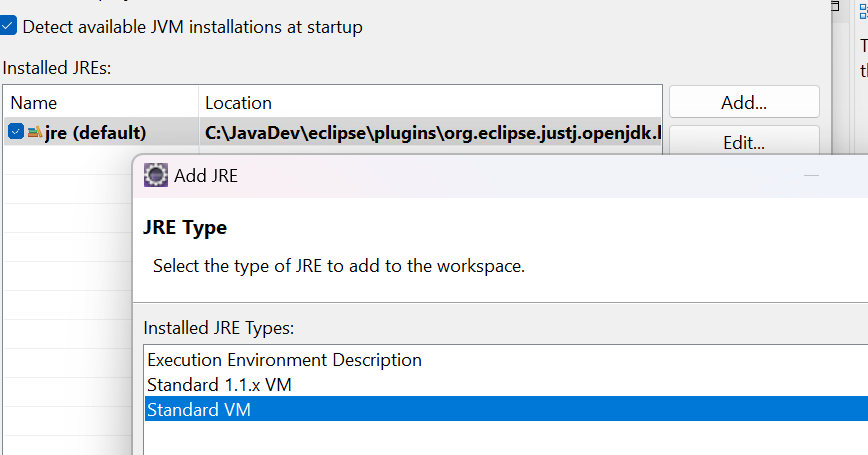 Detect available JVM installations at startup
Installed JREs:
Name Location
jre (default) C:\JavaDev\eclipse\plugins\org.eclipse.justj.openjdk.
Add...
Edit...
Add JRE
JRE Type
Select the type of JRE to add to the workspace.
Installed JRE Types:
Execution Environment Description
Standard 1.1.x VM
Standard VM